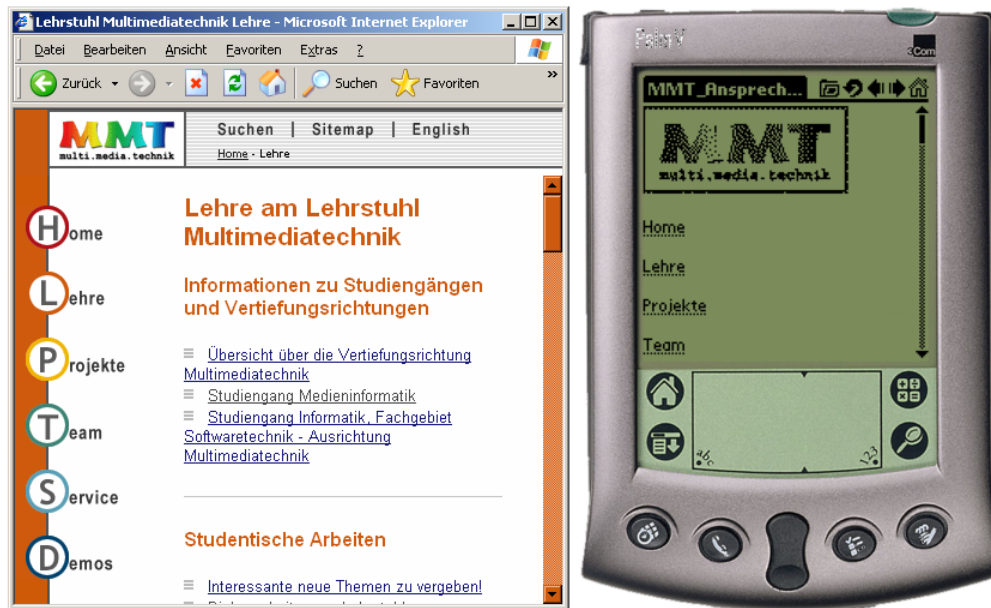 Lehrstuhl Multimediatechnik Lehre - Microsoft Internet Explorer
Datei Bearbeiten Ansicht Favoriten Extras ?
Zurück Suchen Favoriten »
MMT
multi.media.technik
Suchen | Sitemap | English
Home - Lehre
Home
Lehre
Projekte
Team
Service
Demos
Lehre am Lehrstuhl
Multimediatechnik
Informationen zu Studiengängen
und Vertiefungsrichtungen
Übersicht über die Vertiefungsrichtung
Multimediatechnik
Studiengang Medieninformatik
Studiengang Informatik, Fachgebiet
Softwaretechnik - Ausrichtung
Multimediatechnik
Studentische Arbeiten
Interessante neue Themen zu vergeben!
Palm V
3Com
MMT_Ansprech...
MMT
multi.media.technik
Home
Lehre
Projekte
Team
abc
123